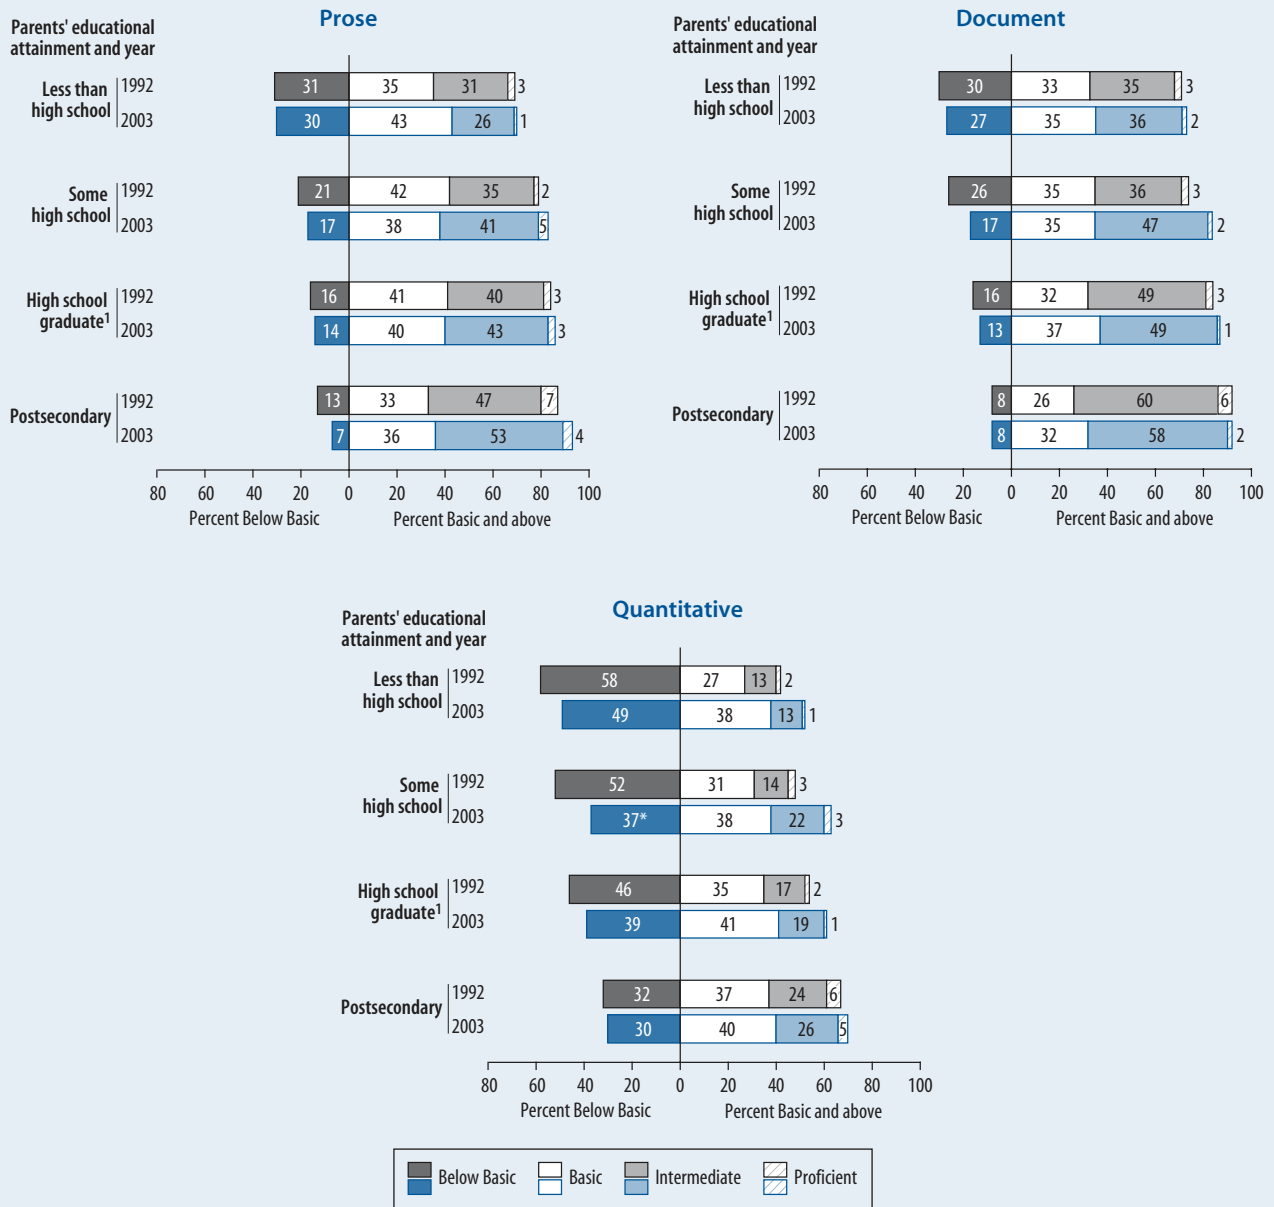 Prose
Parents' educational
attainment and year
Less than
high school
1992
31 35 31 3
2003
30 43 26 1
Some
high school
1992
21 42 35 2
2003
17 38 41 5
High school
graduate1
1992
16 41 40 3
2003
14 40 43 3
Postsecondary
1992
13 33 47 7
2003
7 36 53 4
80 60 40 20 0 20 40 60 80 100
Percent Below Basic Percent Basic and above
Document
Parents' educational
attainment and year
Less than
high school
1992
30 33 35 3
2003
27 35 36 2
Some
high school
1992
26 35 36 3
2003
17 35 47 2
High school
graduate1
1992
16 32 49 3
2003
13 37 49 1
Postsecondary
1992
8 26 60 6
2003
8 32 58 2
80 60 40 20 0 20 40 60 80 100
Percent Below Basic Percent Basic and above
Quantitative
Parents' educational
attainment and year
Less than
high school
1992
58 27 13 2
2003
49 38 13 1
Some
high school
1992
52 31 14 3
2003
37* 38 22 3
High school
graduate1
1992
46 35 17 2
2003
39 41 19 1
Postsecondary
1992
32 37 24 6
2003
30 40 26 5
80 60 40 20 0 20 40 60 80 100
Percent Below Basic Percent Basic and above
Below Basic Basic Intermediate Proficient